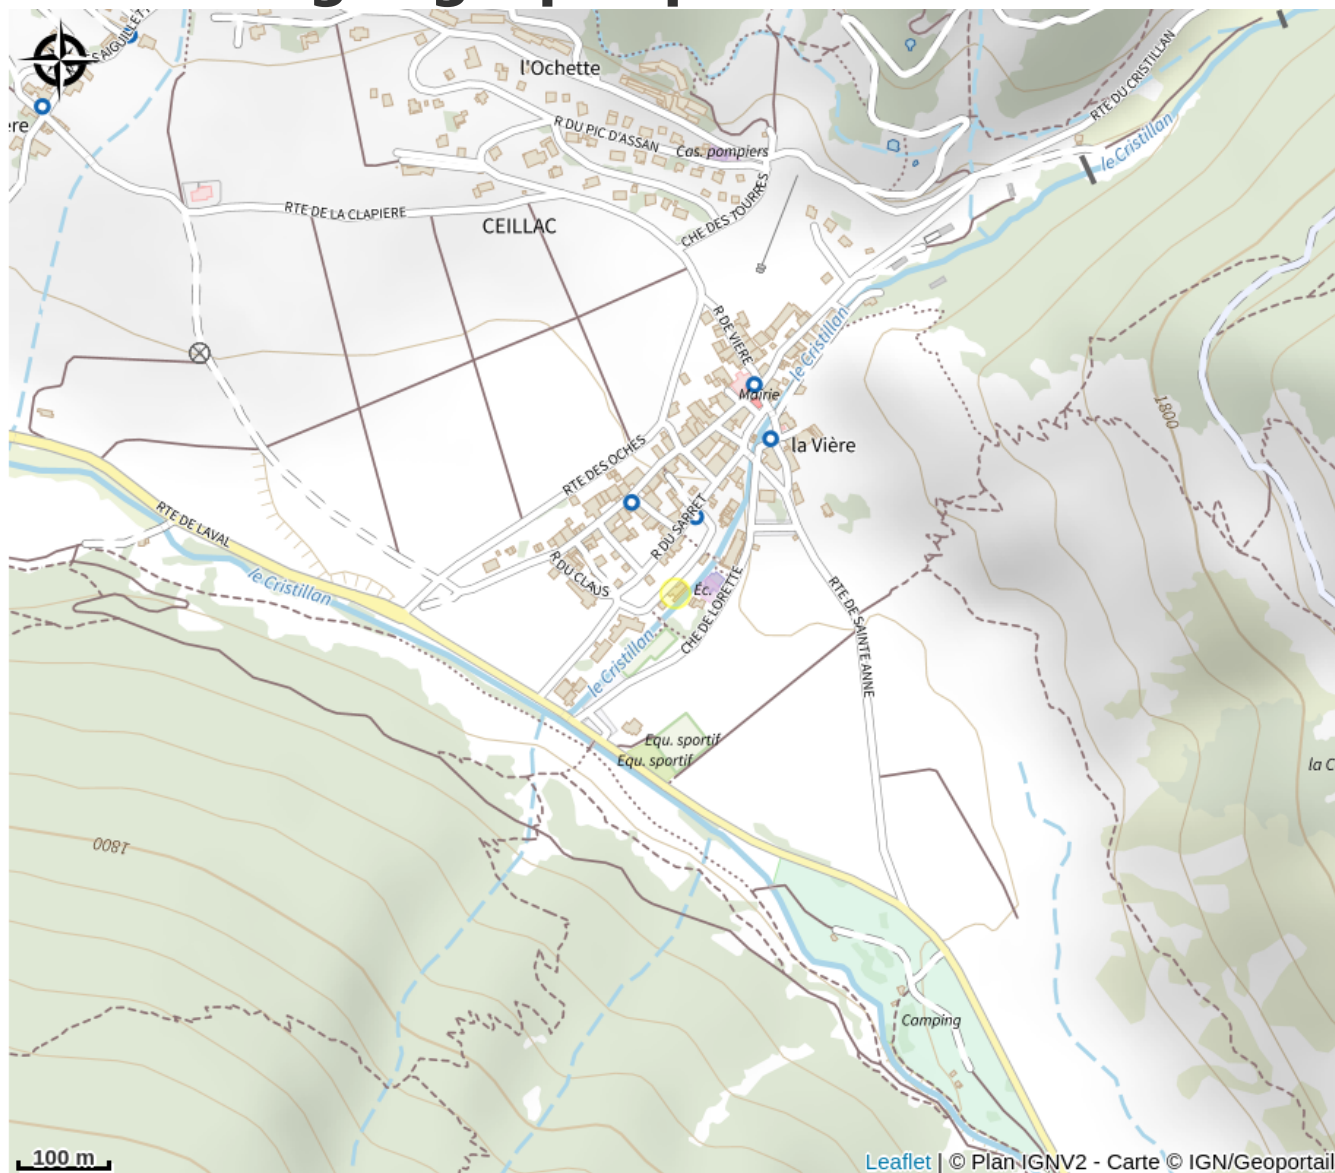 S AIGUILLET
l'Ochette
RTE DU CRISTILLAN
ere
R DU PIC D'ASSAN
Cas. pompiers
le Cristillan
RTE DE LA CLAPIERE
CEILLAC
CHE DES TOURRES
R DE VIERE
le Cristillan
Mairie
1800
la Vière
RTE DES OCHES
RTE DE LAVAL
R DU SARRET
R DU CLAUS
le Cristillan
Éc.
CHE DE LORETTE
RTE DE SAINTE ANNE
le Cristillan
Equ. sportif
Equ. sportif
la C
1800
Camping
100 m
Leaflet | © Plan IGNV2 - Carte © IGN/Geoportail